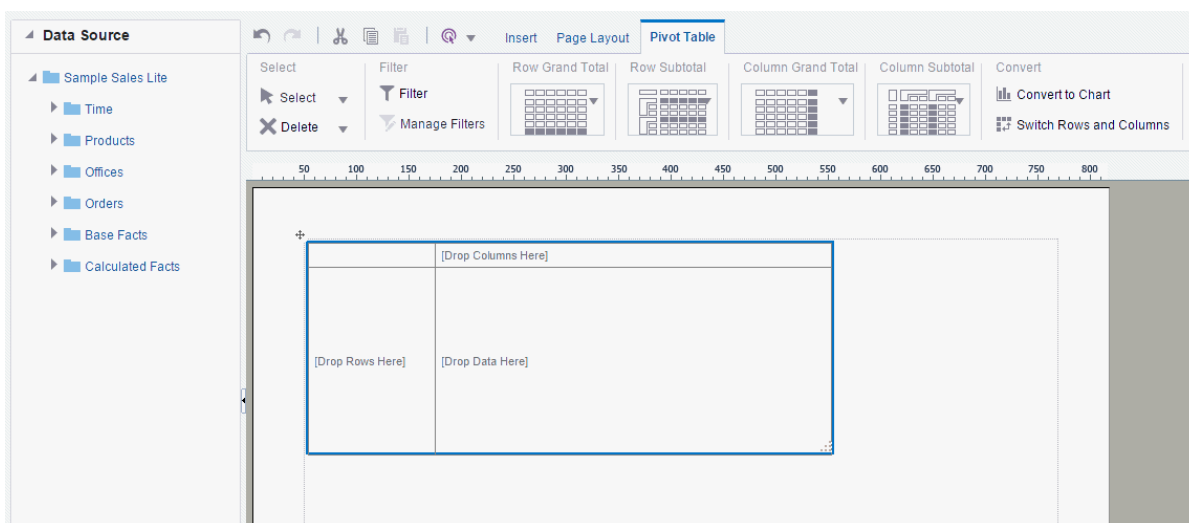 Data Source
Sample Sales Lite
Time
Products
Offices
Orders
Base Facts
Calculated Facts
Insert Page Layout Pivot Table
Select Filter Row Grand Total Row Subtotal Column Grand Total Column Subtotal Convert
Select Filter Convert to Chart
Delete Manage Filters Switch Rows and Columns
50 100 150 200 250 300 350 400 450 500 550 600 650 700 750 800
[Drop Columns Here]
[Drop Rows Here] [Drop Data Here]